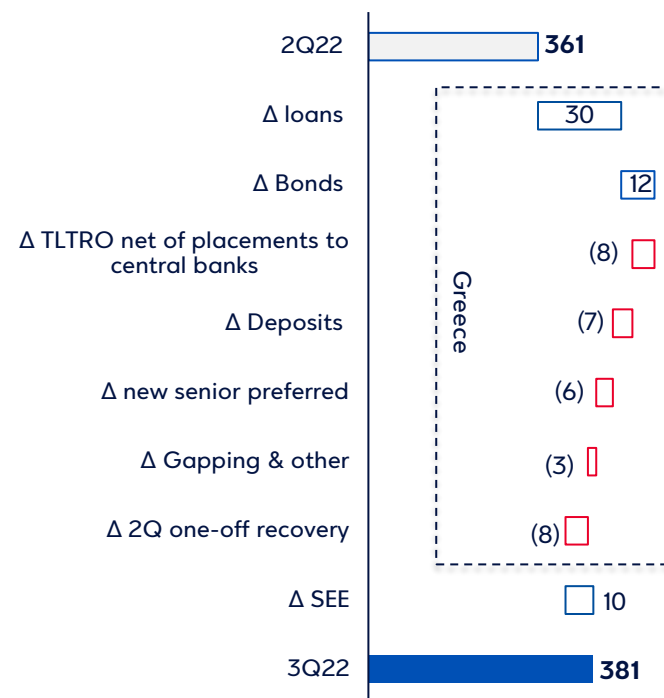 2Q22 361
Δ loans 30
Δ Bonds 12
Δ TLTRO net of placements to
central banks (8)
Greece
Δ Deposits (7)
Δ new senior preferred (6)
Δ Gapping & other (3)
Δ 2Q one-off recovery (8)
Δ SEE 10
3Q22 381